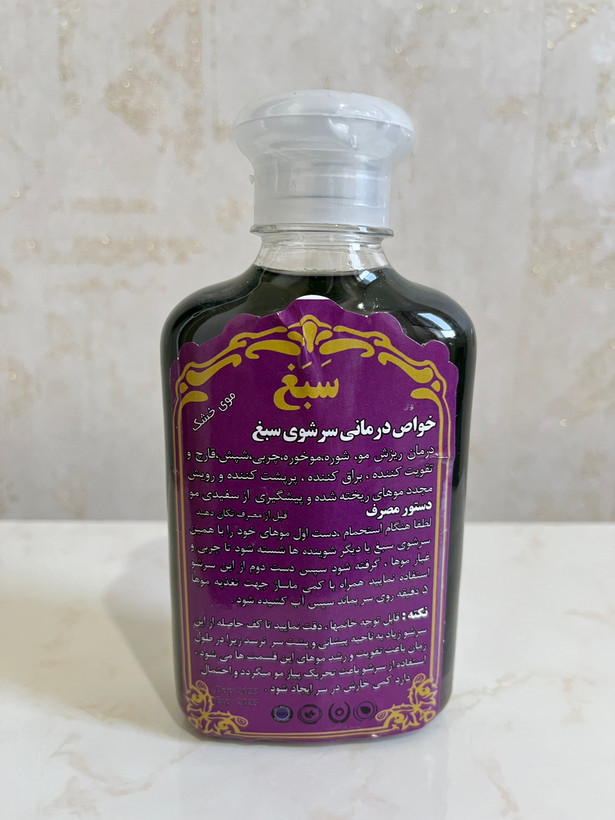 سَبَغ
موی خشک
خواص درمانی سر شوی سبغ
درمان ریزش مو، شوره،موخوره،چربی،شپش،قارچ و
تقویت کننده ، براق کننده ، پرپشت کننده و رویش
مجدد موهای ریخته شده و پیشگیری از سفیدی مو
دستور مصرف قبل از مصرف تکان دهید
لطفا هنگام استحمام ،دست اول موهای خود را با همین
سرشوی سبغ یا دیگر شوینده ها شسته شود تا چربی و
غبار موها ، گرفته شود سپس دست دوم از این سرشو
استفاده نمایید همراه با کمی ماساژ جهت تغذیه موها
۵ دقیقه روی سر بماند سپس آب کشیده شود.
نکته : قابل توجه خانمها ، دقت نمایید تا کف حاصله از این
سرشو زیاد به ناحیه پیشانی و پشت سر نرسد زیرا در طول
زمان باعث تقویت و رشد موهای این قسمت ها می شود .
استفاده از سرشو باعث تحریک پیاز مو میگردد و احتمال
دارد کمی خارش در سر ایجاد شود .